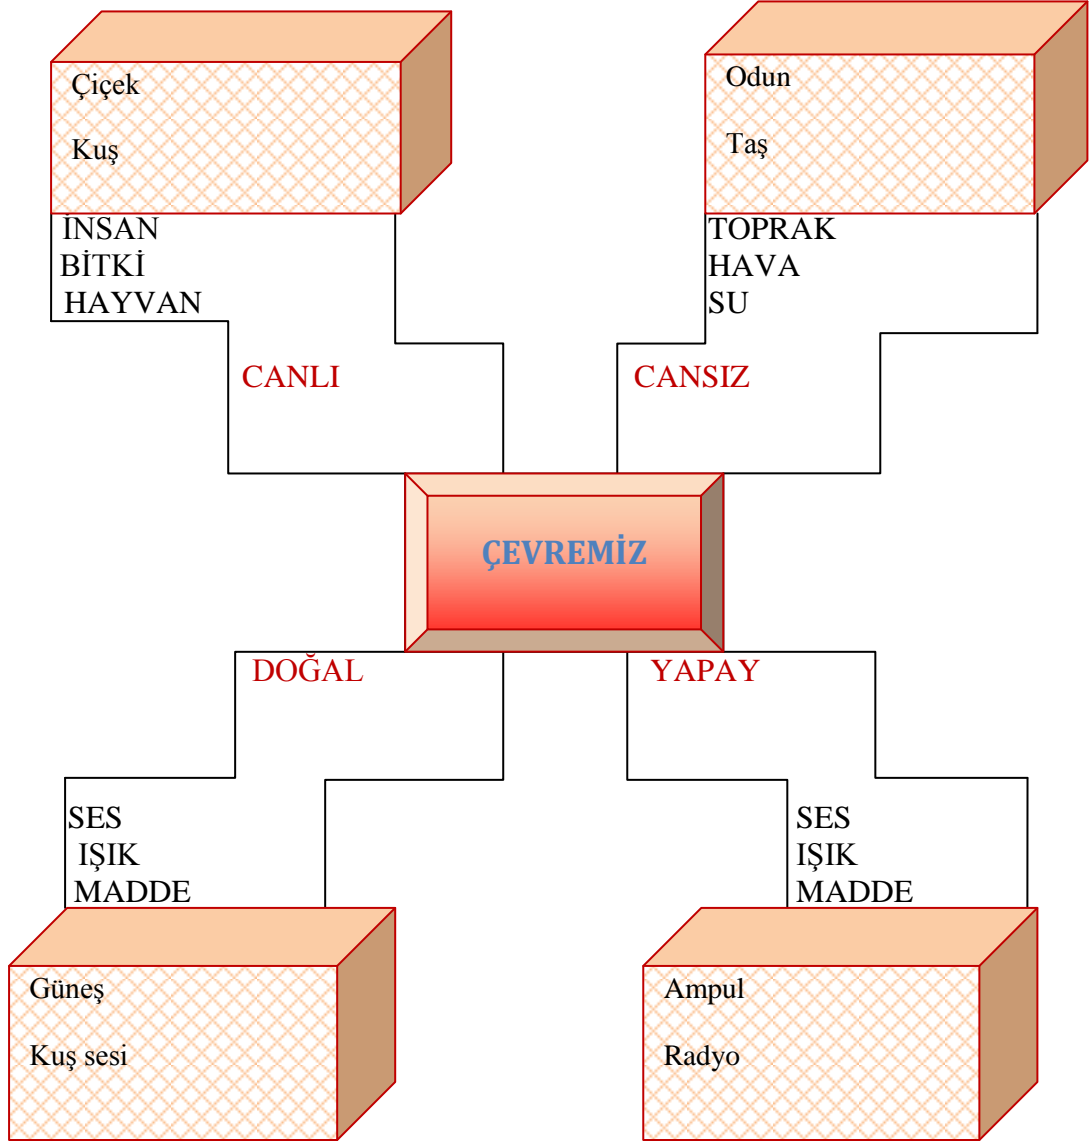 Çiçek
Kuş
Odun
Taş
İNSAN
BİTKİ
HAYVAN
TOPRAK
HAVA
SU
CANLI
CANSIZ
ÇEVREMİZ
DOĞAL
YAPAY
SES
IŞIK
MADDE
SES
IŞIK
MADDE
Güneş
Kuş sesi
Ampul
Radyo